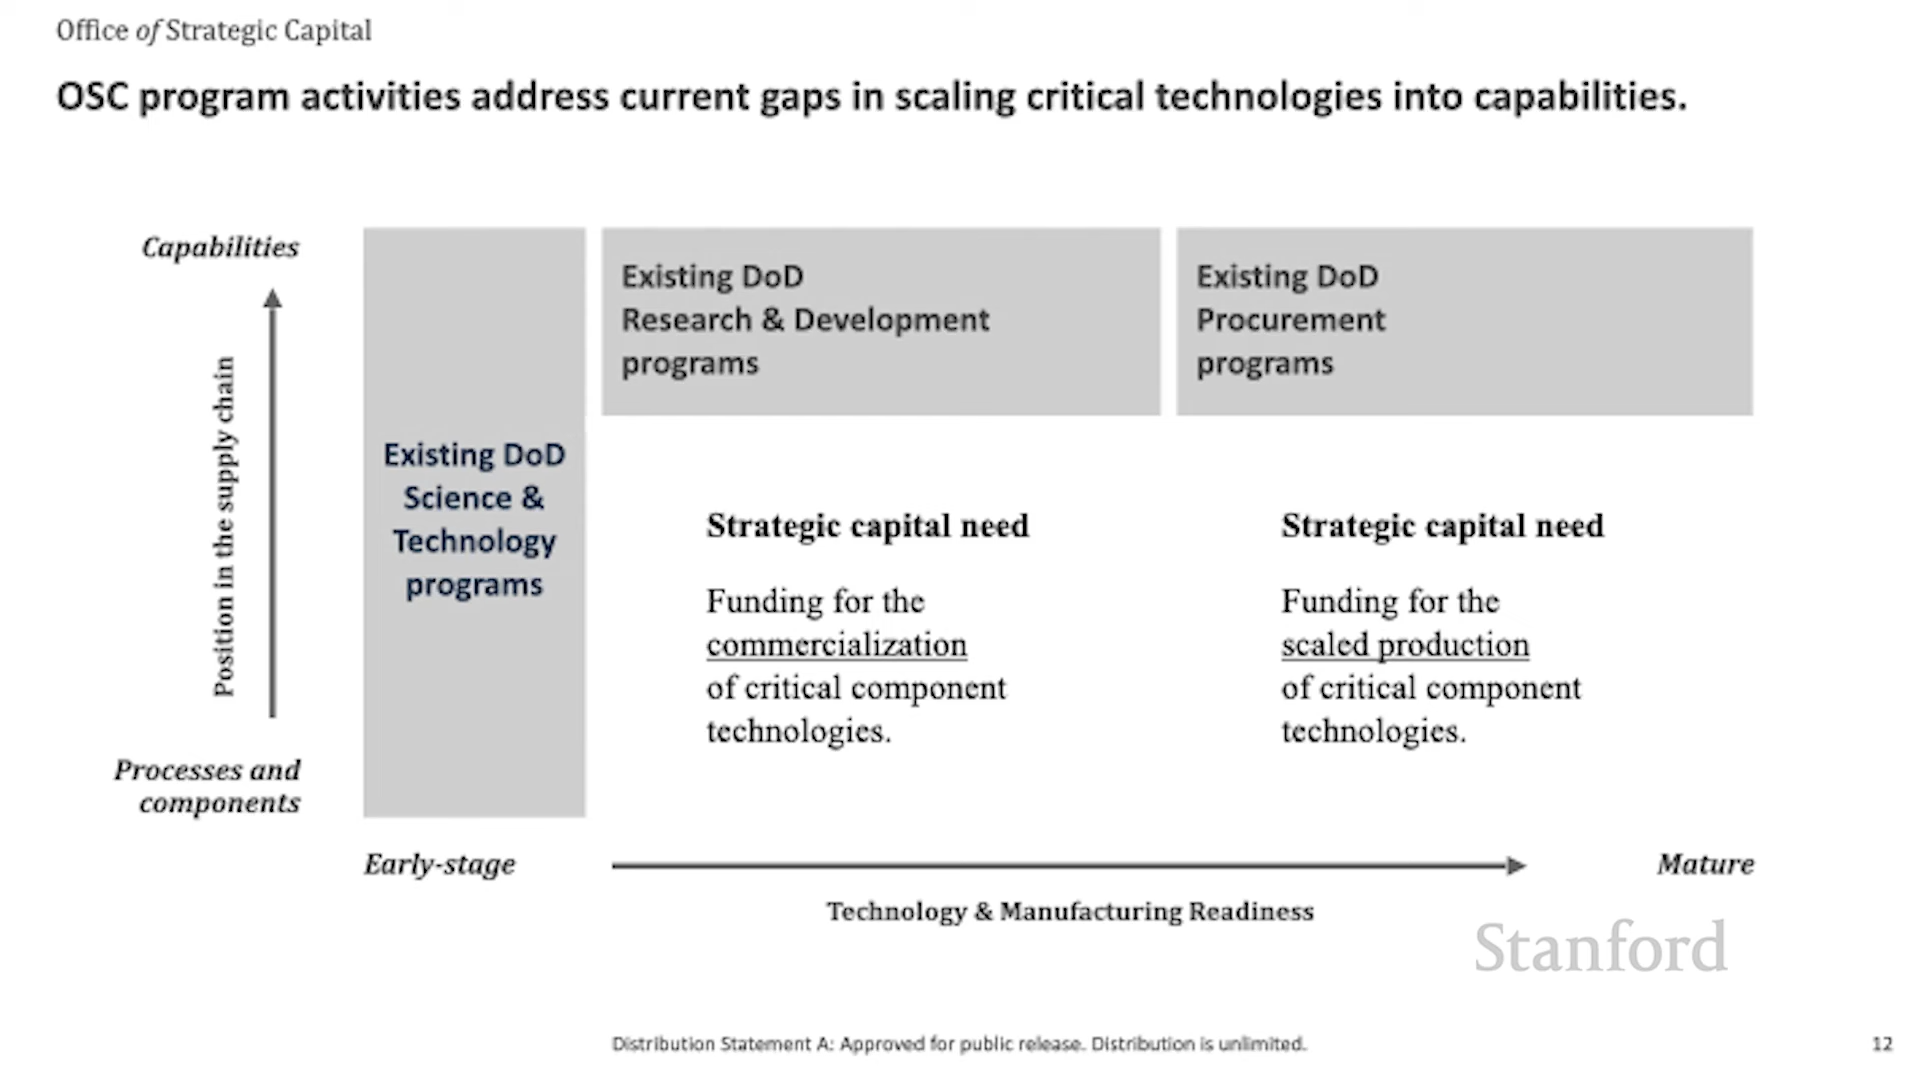 Office of Strategic Capital
OSC program activities address current gaps in scaling critical technologies into capabilities.
Capabilities
Position in the supply chain
Processes and
components
Existing DoD
Science &
Technology
programs
Existing DoD
Research & Development
programs
Existing DoD
Procurement
programs
Strategic capital need
Funding for the
commercialization
of critical component
technologies.
Strategic capital need
Funding for the
scaled production
of critical component
technologies.
Early-stage
Mature
Technology & Manufacturing Readiness
Stanford
Distribution Statement A: Approved for public release. Distribution is unlimited.
12